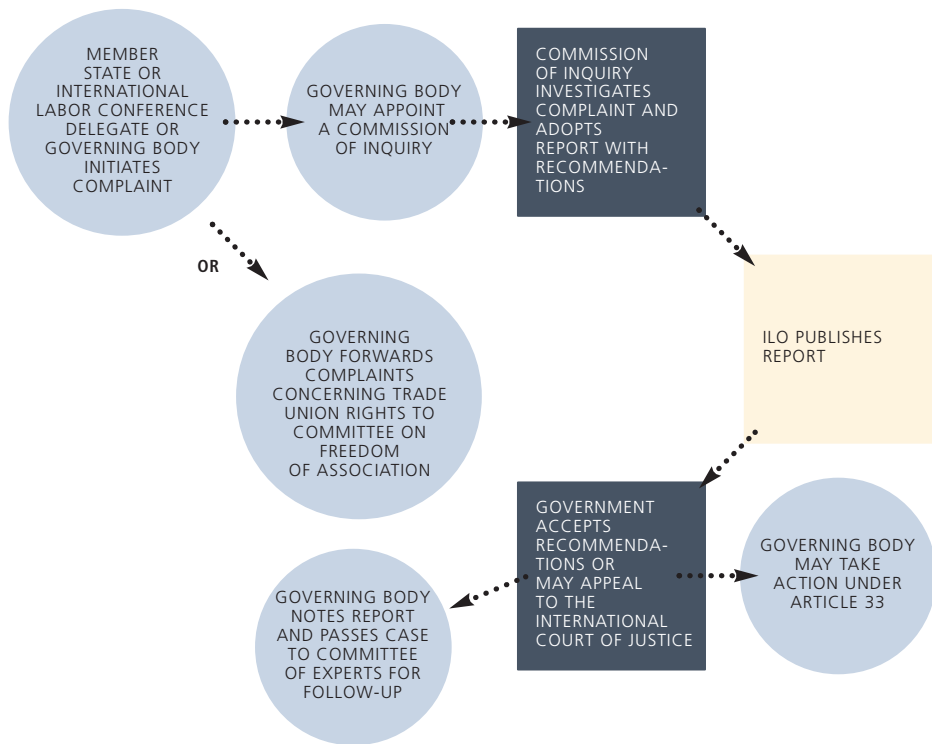 MEMBER
STATE OR
INTERNATIONAL
LABOR CONFERENCE
DELEGATE OR
GOVERNING BODY
INITIATES
COMPLAINT
GOVERNING BODY
MAY APPOINT
A COMMISSION
OF INQUIRY
COMMISSION
OF INQUIRY
INVESTIGATES
COMPLAINT AND
ADOPTS
REPORT WITH
RECOMMENDA-
TIONS
OR
GOVERNING
BODY FORWARDS
COMPLAINTS
CONCERNING TRADE
UNION RIGHTS TO
COMMITTEE ON
FREEDOM
OF ASSOCIATION
ILO PUBLISHES
REPORT
GOVERNMENT
ACCEPTS
RECOMMENDA-
TIONS OR
MAY APPEAL
TO THE
INTERNATIONAL
COURT OF JUSTICE
GOVERNING BODY
MAY TAKE
ACTION UNDER
ARTICLE 33
GOVERNING BODY
NOTES REPORT
AND PASSES CASE
TO COMMITTEE
OF EXPERTS FOR
FOLLOW-UP